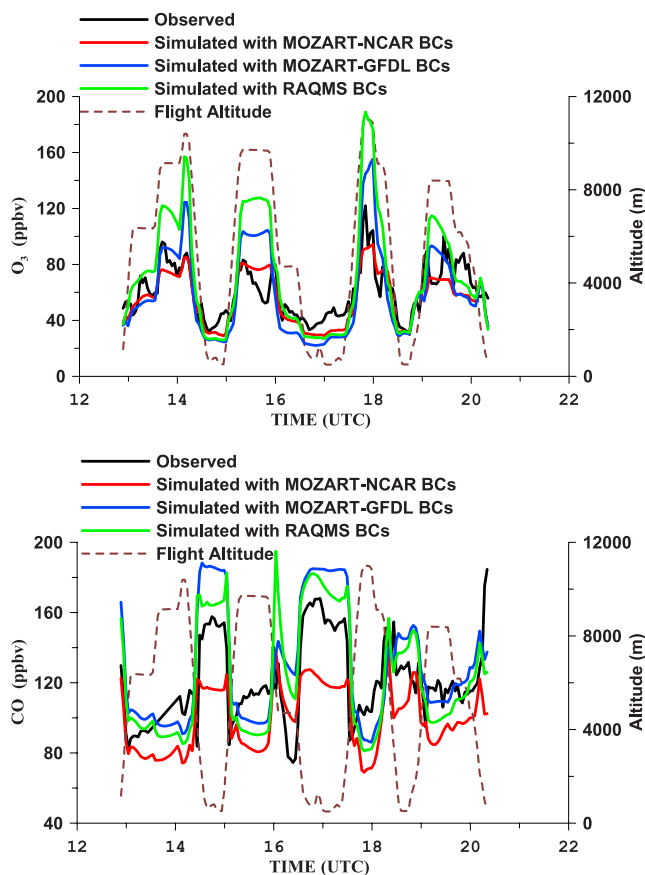 Observed
Simulated with MOZART-NCAR BCs
Simulated with MOZART-GFDL BCs
Simulated with RAQMS BCs
Flight Altitude
200
160
120
80
40
0
O3 (ppbv)
12000
8000
4000
0
Altitude (m)
12 14 16 18 20 22
TIME (UTC)
Observed
Simulated with MOZART-NCAR BCs
Simulated with MOZART-GFDL BCs
Simulated with RAQMS BCs
Flight Altitude
200
160
120
80
40
CO (ppbv)
12000
8000
4000
0
Altitude (m)
12 14 16 18 20 22
TIME (UTC)